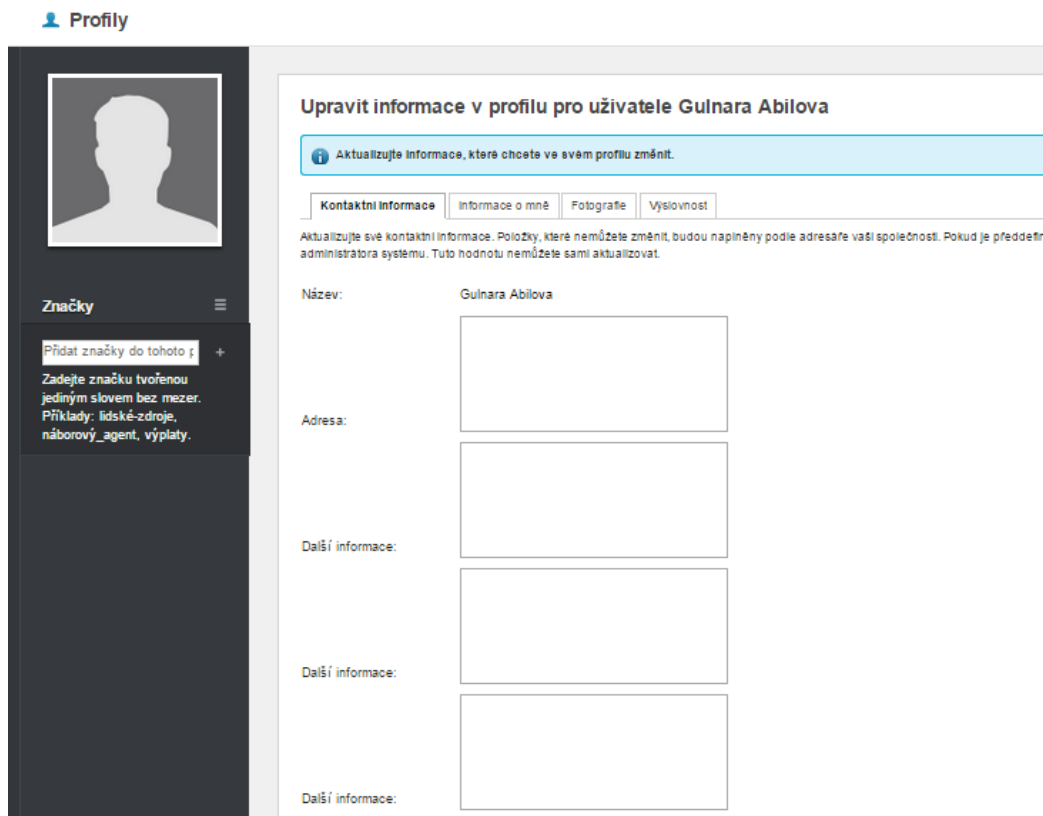 Profily
Upravit informace v profilu pro uživatele Gulnara Abilova
Aktualizujte informace, které chcete ve svém profilu změnit.
Kontaktní informace
Informace o mně
Fotografie
Výslovnost
Aktualizujte své kontaktní informace. Položky, které nemůžete změnit, budou naplněny podle adresáře vaší společnosti. Pokud je předdefin
administrátora systému. Tuto hodnotu nemůžete sami aktualizovat.
Název:
Gulnara Abilova
Adresa:
Další informace:
Další informace:
Další informace:
Značky
Přidat značky do tohoto p
Zadejte značku tvořenou
jediným slovem bez mezer.
Příklady: lidské-zdroje,
náborový_agent, výplaty.